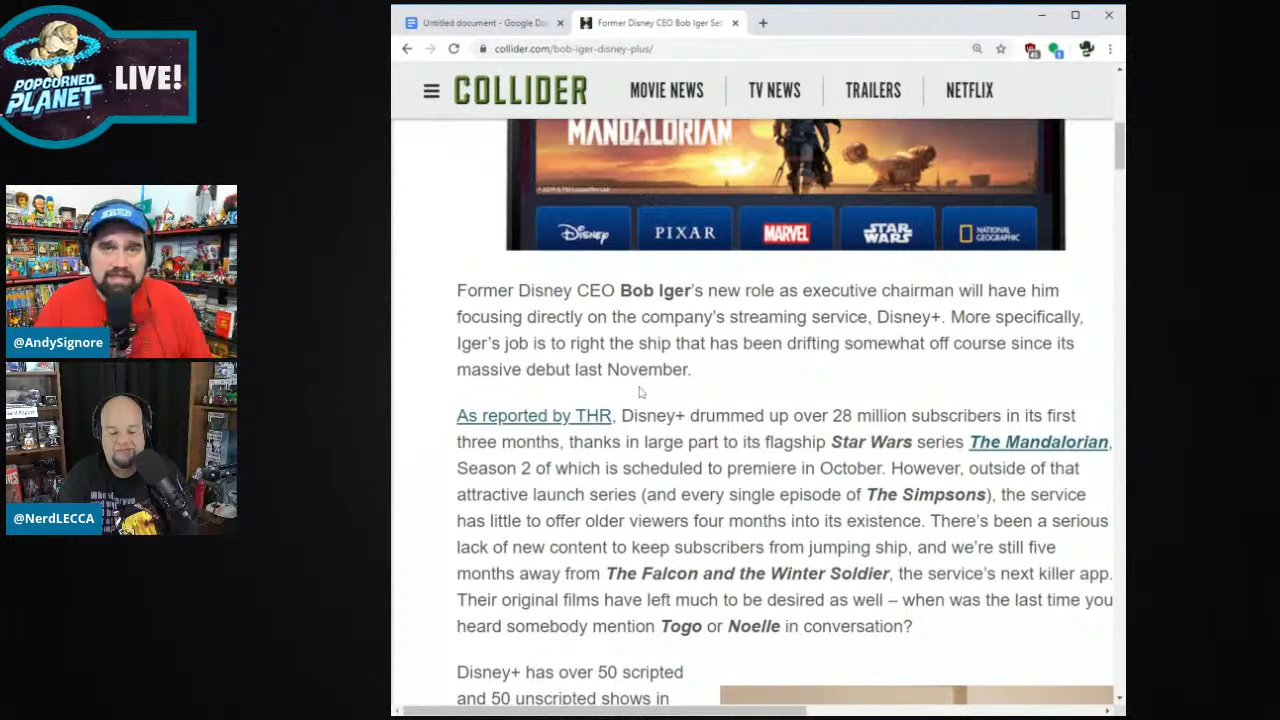 POPCORNED
PLANET
LIVE!
@AndySignore
@NerdLECCA
Untitled document - Google Do
Former Disney CEO Bob Iger Set
collider.com/bob-iger-disney-plus/
COLLIDER
MOVIE NEWS
TV NEWS
TRAILERS
NETFLIX
MANDALORIAN
DISNEY
PIXAR
MARVEL
STAR WARS
NATIONAL GEOGRAPHIC
Former Disney CEO Bob Iger's new role as executive chairman will have him
focusing directly on the company's streaming service, Disney+. More specifically,
Iger's job is to right the ship that has been drifting somewhat off course since its
massive debut last November.
As reported by THR, Disney+ drummed up over 28 million subscribers in its first
three months, thanks in large part to its flagship Star Wars series The Mandalorian,
Season 2 of which is scheduled to premiere in October. However, outside of that
attractive launch series (and every single episode of The Simpsons), the service
has little to offer older viewers four months into its existence. There's been a serious
lack of new content to keep subscribers from jumping ship, and we're still five
months away from The Falcon and the Winter Soldier, the service's next killer app.
Their original films have left much to be desired as well – when was the last time you
heard somebody mention Togo or Noelle in conversation?
Disney+ has over 50 scripted
and 50 unscripted shows in